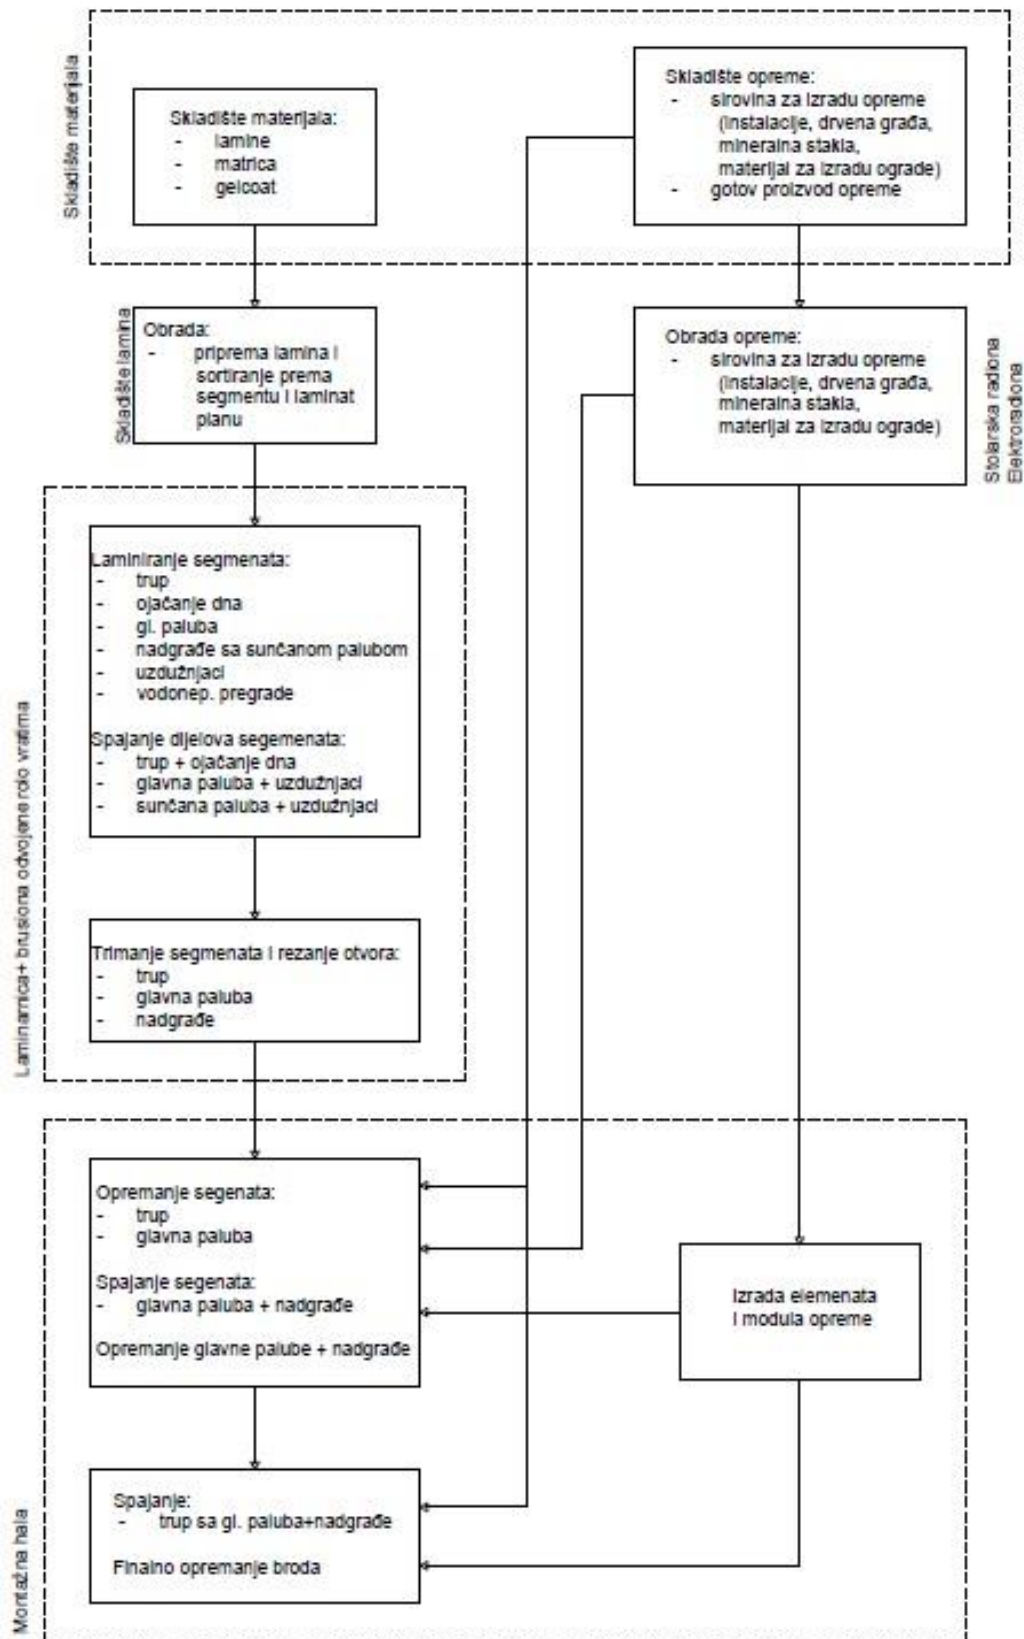 Skladište materijala
Skladište materijala:
- lamine
- matrica
- gelcoat
Skladište opreme:
- sirovina za izradu opreme
(instalacije, drvena građa,
mineralna stakla,
materijal za izradu ograde)
- gotov proizvod opreme
Skladište lamina
Obrada:
- priprema lamina i
sortiranje prema
segmentu i laminat
planu
Obrada opreme:
- sirovina za izradu opreme
(instalacije, drvena građa,
mineralna stakla,
materijal za izradu ograde)
Stolarska radiona
Elektroradiona
Laminarnica+ brusiona odvojene rolo vratima
Laminiranje segmenata:
- trup
- ojačanje dna
- gl. paluba
- nadgrađe sa sunčanom palubom
- uzdužnjaci
- vodonep. pregrade
Spajanje dijelova segemenata:
- trup + ojačanje dna
- glavna paluba + uzdužnjaci
- sunčana paluba + uzdužnjaci
Trimanje segmenata i rezanje otvora:
- trup
- glavna paluba
- nadgrađe
Montažna hala
Opremanje segenata:
- trup
- glavna paluba
Spajanje segenata:
- glavna paluba + nadgrađe
Opremanje glavne palube + nadgrađe
Izrada elemenata
i modula opreme
Spajanje:
- trup sa gl. paluba+nadgrađe
Finalno opremanje broda